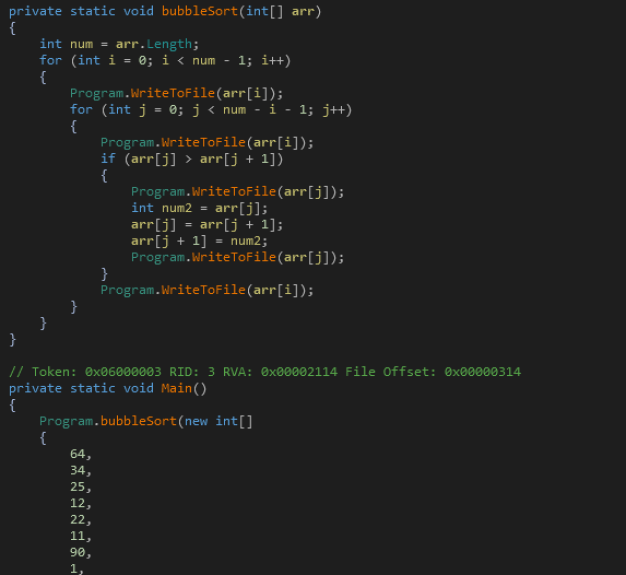 private static void bubbleSort(int[] arr)
{
    int num = arr.Length;
    for (int i = 0; i < num - 1; i++)
    {
        Program.WriteToFile(arr[i]);
        for (int j = 0; j < num - i - 1; j++)
        {
            Program.WriteToFile(arr[i]);
            if (arr[j] > arr[j + 1])
            {
                Program.WriteToFile(arr[j]);
                int num2 = arr[j];
                arr[j] = arr[j + 1];
                arr[j + 1] = num2;
                Program.WriteToFile(arr[j]);
            }
            Program.WriteToFile(arr[i]);
        }
    }
}

// Token: 0x06000003 RID: 3 RVA: 0x00002114 File Offset: 0x00000314
private static void Main()
{
    Program.bubbleSort(new int[]
    {
        64,
        34,
        25,
        12,
        22,
        11,
        90,
        1,